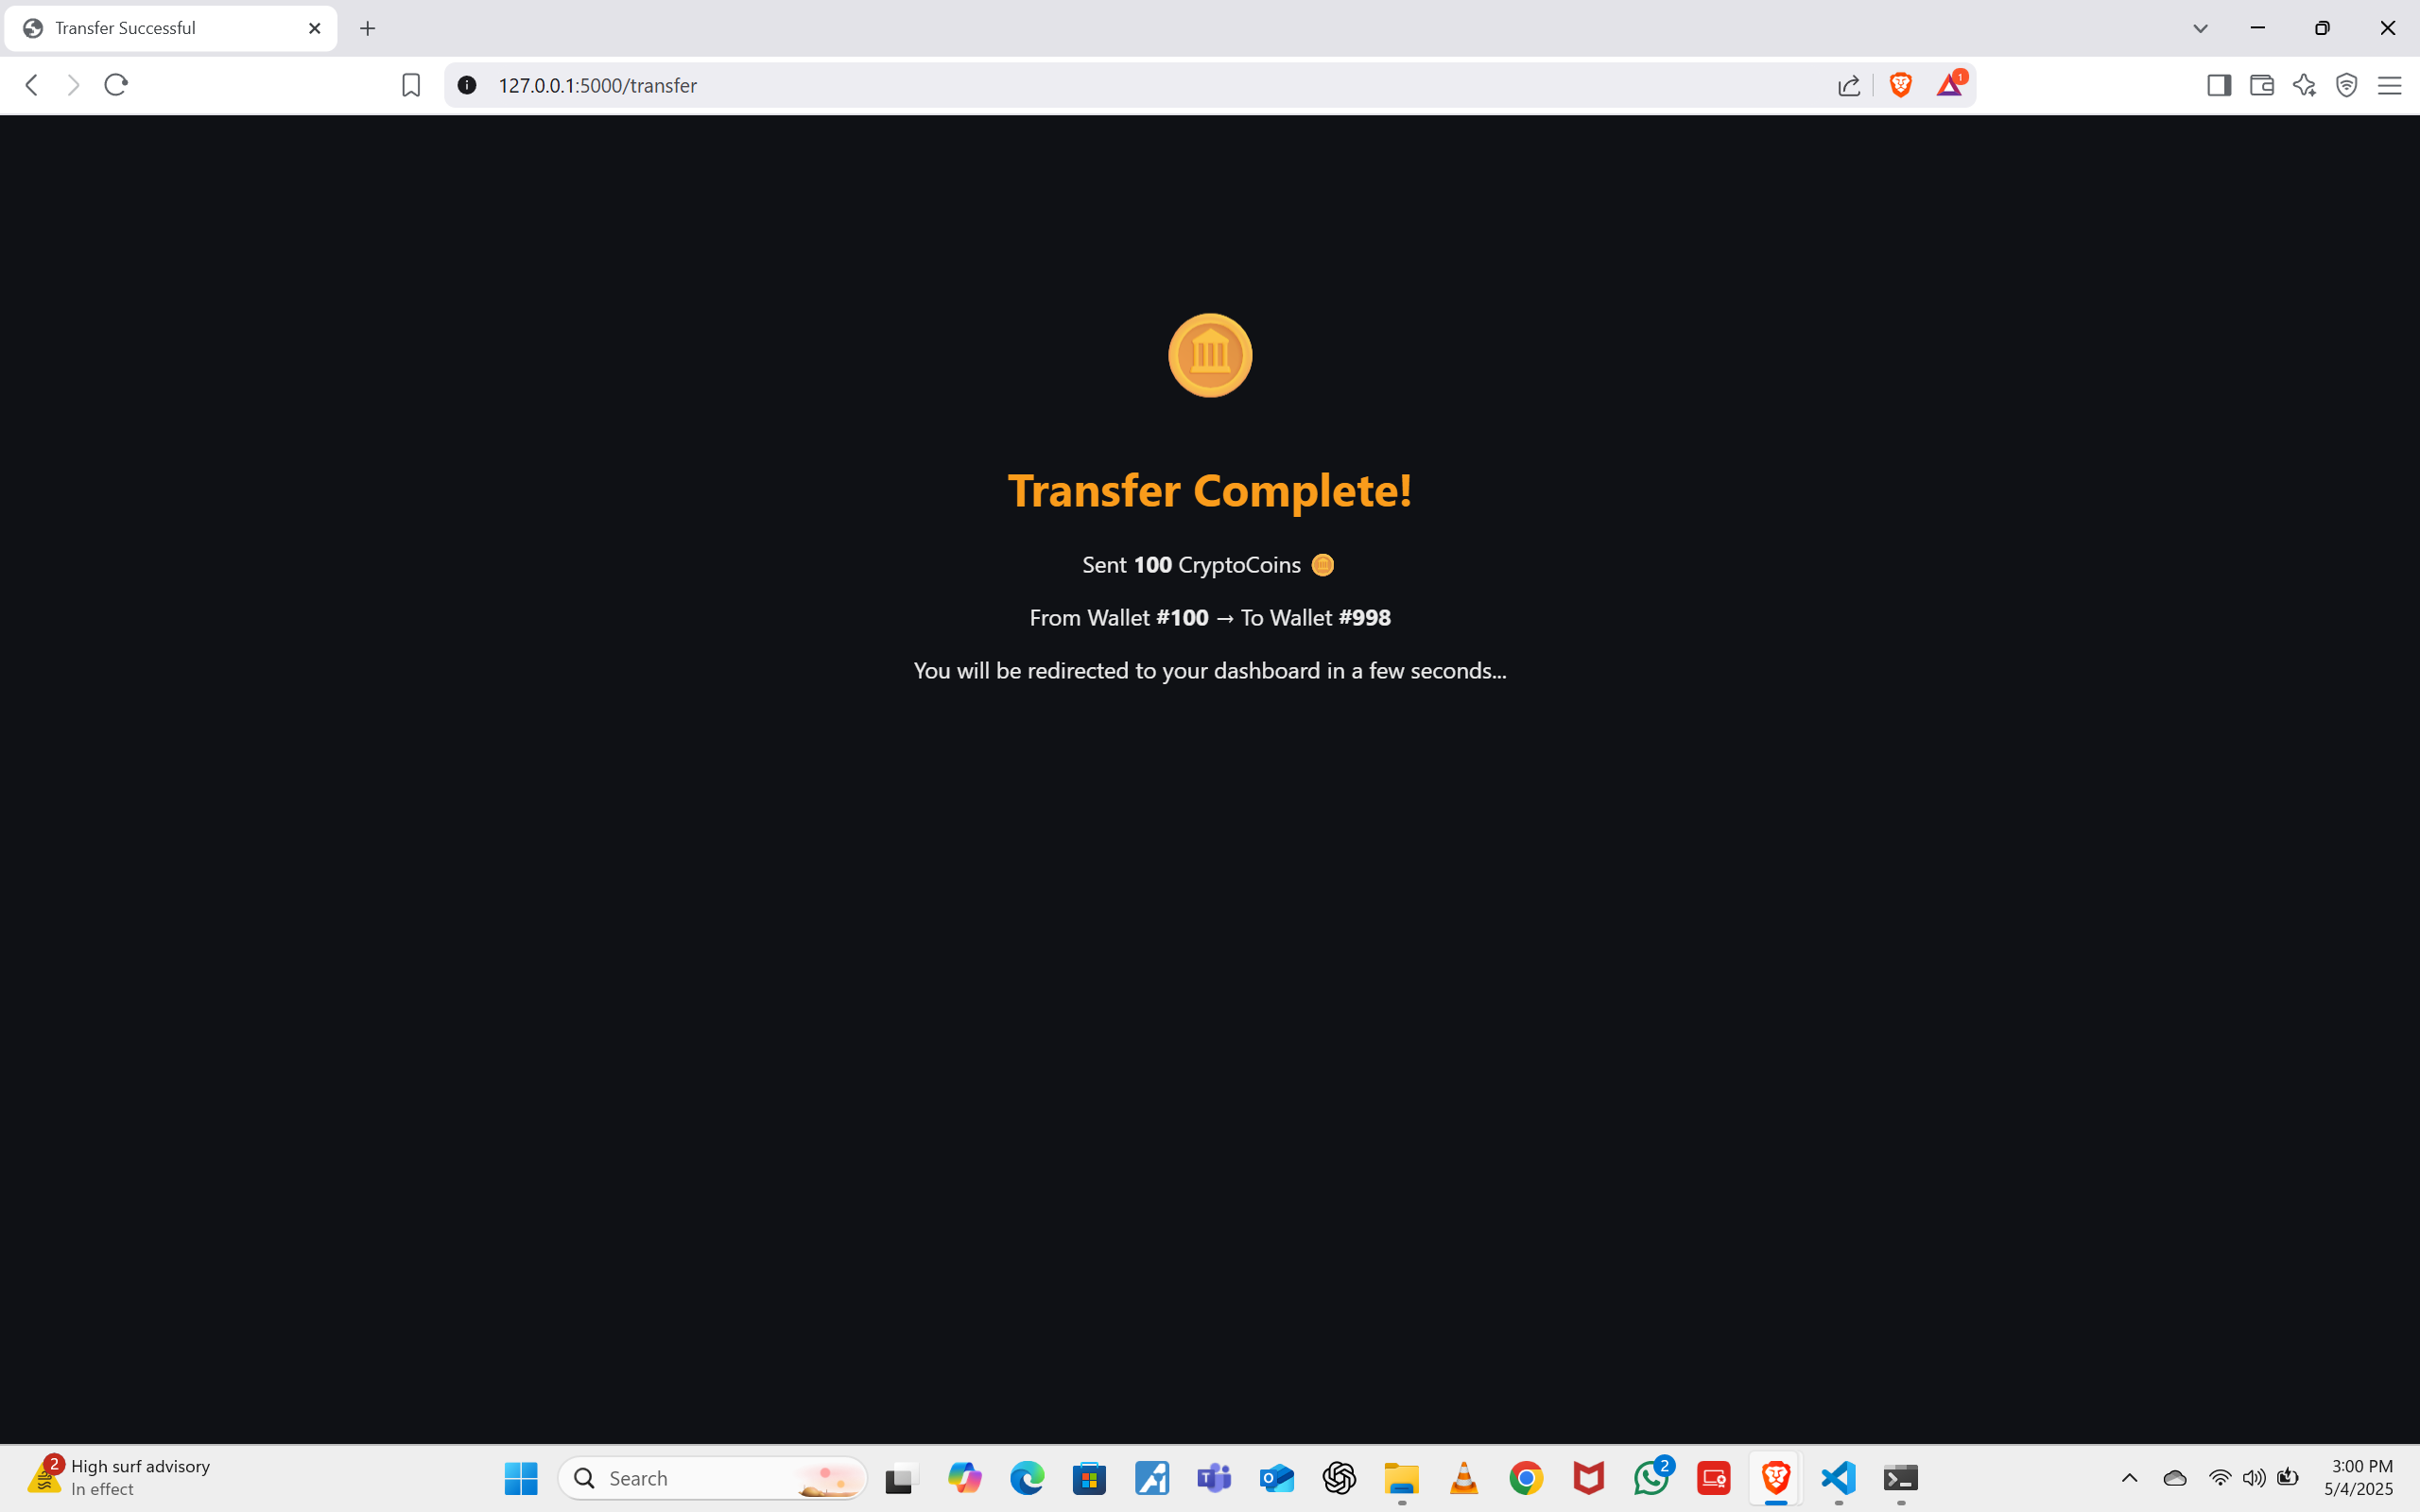 Transfer Successful
127.0.0.1:5000/transfer
1
Transfer Complete!
Sent 100 CryptoCoins
From Wallet #100 → To Wallet #998
You will be redirected to your dashboard in a few seconds...
2
High surf advisory
In effect
Search
2
3:00 PM
5/4/2025